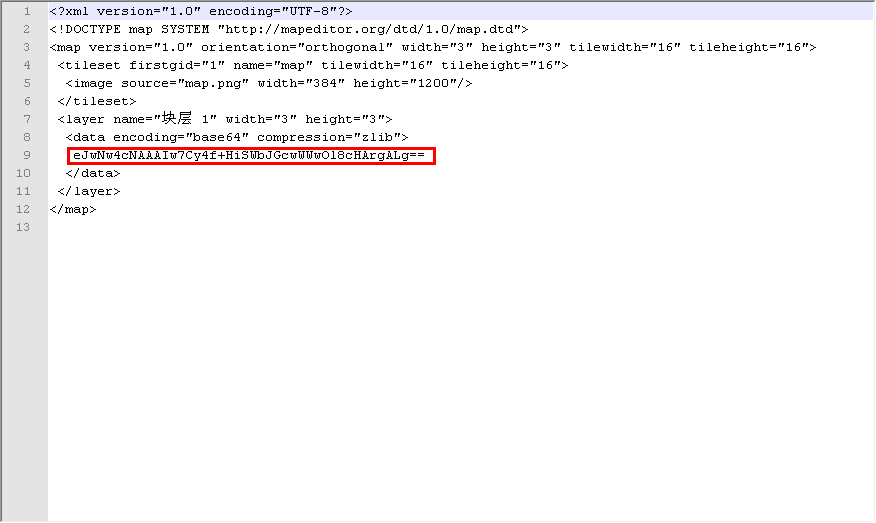 1 <?xml version="1.0" encoding="UTF-8"?>
2 <!DOCTYPE map SYSTEM "http://mapeditor.org/dtd/1.0/map.dtd">
3 <map version="1.0" orientation="orthogonal" width="3" height="3" tilewidth="16" tileheight="16">
4 <tileset firstgid="1" name="map" tilewidth="16" tileheight="16">
5 <image source="map.png" width="384" height="1200"/>
6 </tileset>
7 <layer name="块层 1" width="3" height="3">
8 <data encoding="base64" compression="zlib">
9 eJwNw4cNAAAIw7Cy4f+HiSWbJGcwWWwOl8cHArgALg==
10 </data>
11 </layer>
12 </map>
13